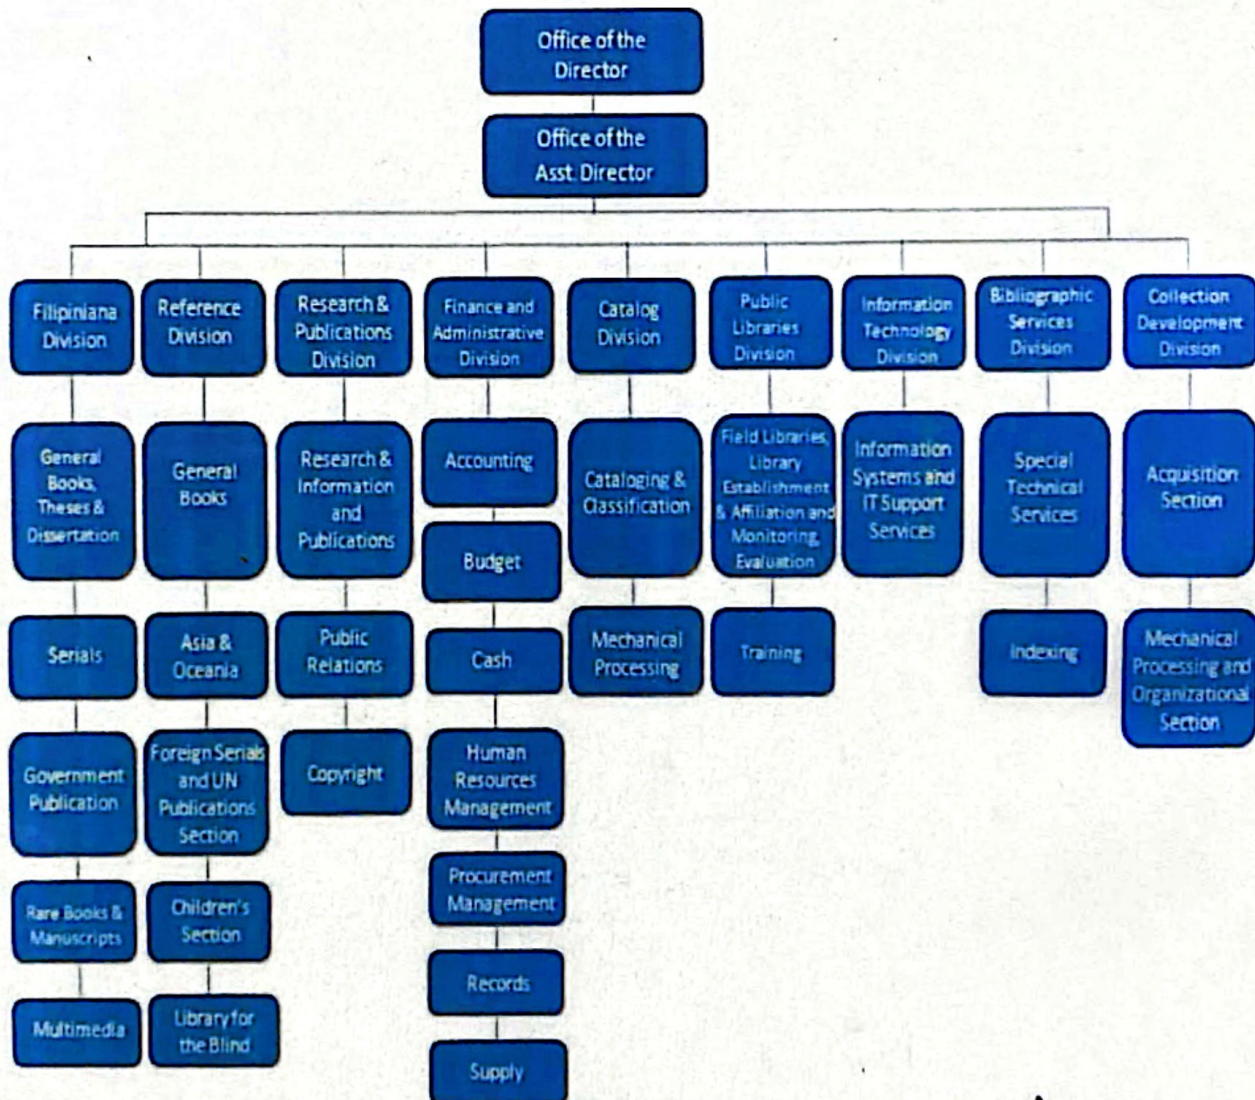 Office of the
Director
Office of the
Asst. Director
Filipiniana
Division
Reference
Division
Research &
Publications
Division
Finance and
Administrative
Division
Catalog
Division
Public
Libraries
Division
Information
Technology
Division
Bibliographic
Services
Division
Collection
Development
Division
General
Books,
Theses &
Dissertation
General
Books
Research &
Information
and
Publications
Accounting
Cataloging &
Classification
Field Libraries,
Library
Establishment
& Affiliation and
Monitoring,
Evaluation
Information
Systems and
IT Support
Services
Special
Technical
Services
Acquisition
Section
Budget
Serials
Asia &
Oceania
Public
Relations
Cash
Mechanical
Processing
Training
Indexing
Mechanical
Processing and
Organizational
Section
Government
Publication
Foreign Serials
and UN
Publications
Section
Copyright
Human
Resources
Management
Rare Books &
Manuscripts
Children's
Section
Procurement
Management
Records
Multimedia
Library for
the Blind
Supply